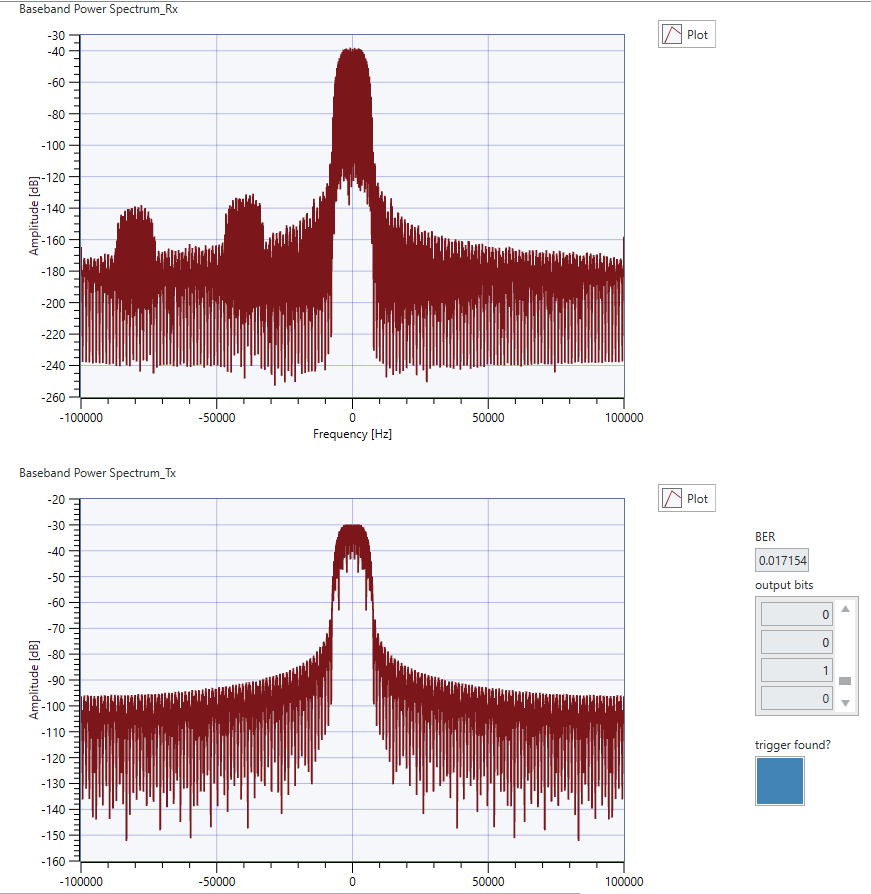 Baseband Power Spectrum_Rx
Plot
-30
-40
-60
-80
-100
-120
-140
-160
-180
-200
-220
-240
-260
Amplitude [dB]
-100000 -50000 0 50000 100000
Frequency [Hz]
Baseband Power Spectrum_Tx
Plot
-20
-30
-40
-50
-60
-70
-80
-90
-100
-110
-120
-130
-140
-150
-160
Amplitude [dB]
-100000 -50000 0 50000 100000
BER
0.017154
output bits
0
0
1
0
trigger found?